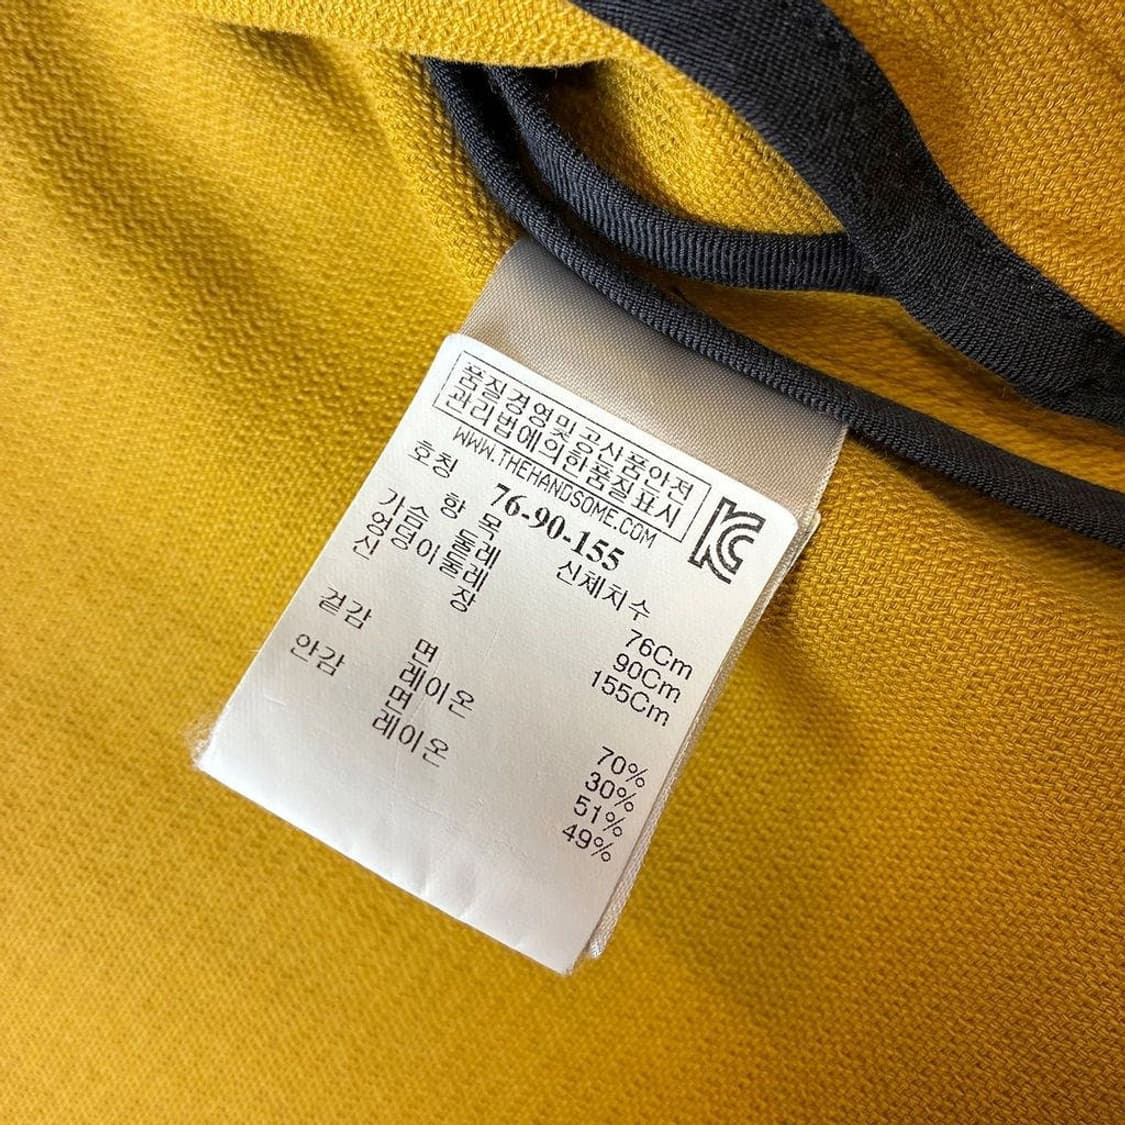 품질경영및공산품안전
관리법에의한품질표시
WWW.THEHANDSOME.COM
호칭 76-90-155
항목 신체치수
가슴둘레 76Cm
엉덩이둘레 90Cm
신장 155Cm
겉감 면 70%
레이온 30%
안감 면 51%
레이온 49%